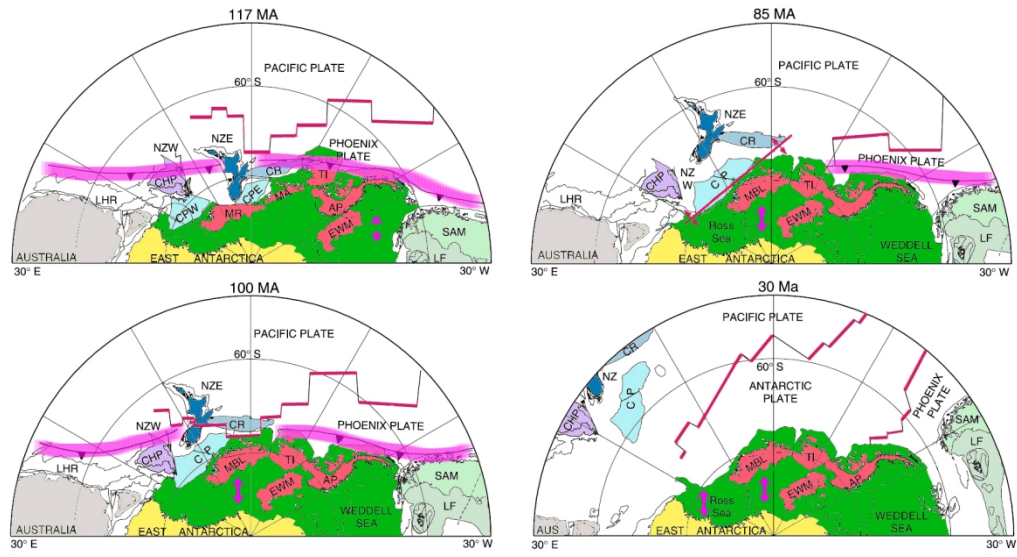 117 MA
PACIFIC PLATE
60° S
NZW
NZE
PHOENIX
PLATE
CHP
CR
TI
LHR
CPW
CPE
MR
AP
EWM
SAM
LF
AUSTRALIA
EAST ANTARCTICA
30° E
30° W
85 MA
PACIFIC PLATE
60° S
NZE
CR
PHOENIX PLATE
CHP
NZ
W
C P
TI
MBL
LHR
AP
EWM
Ross
Sea
SAM
WEDDELL
SEA
LF
AUSTRALIA
EAST ANTARCTICA
30° E
30° W
100 MA
PACIFIC PLATE
60° S
NZE
NZW
CR
PHOENIX PLATE
CHP
C P
MBL
TI
LHR
EWM
AP
SAM
LF
WEDDELL
SEA
AUSTRALIA
EAST ANTARCTICA
30° E
30° W
30 Ma
PACIFIC PLATE
CR
60° S
NZ
C P
ANTARCTIC
PLATE
PHOENIX
PLATE
CHP
SAM
MBL
TI
LF
EWM
AP
Ross
Sea
WEDDELL
SEA
AUS
EAST ANTARCTICA
30° E
30° W